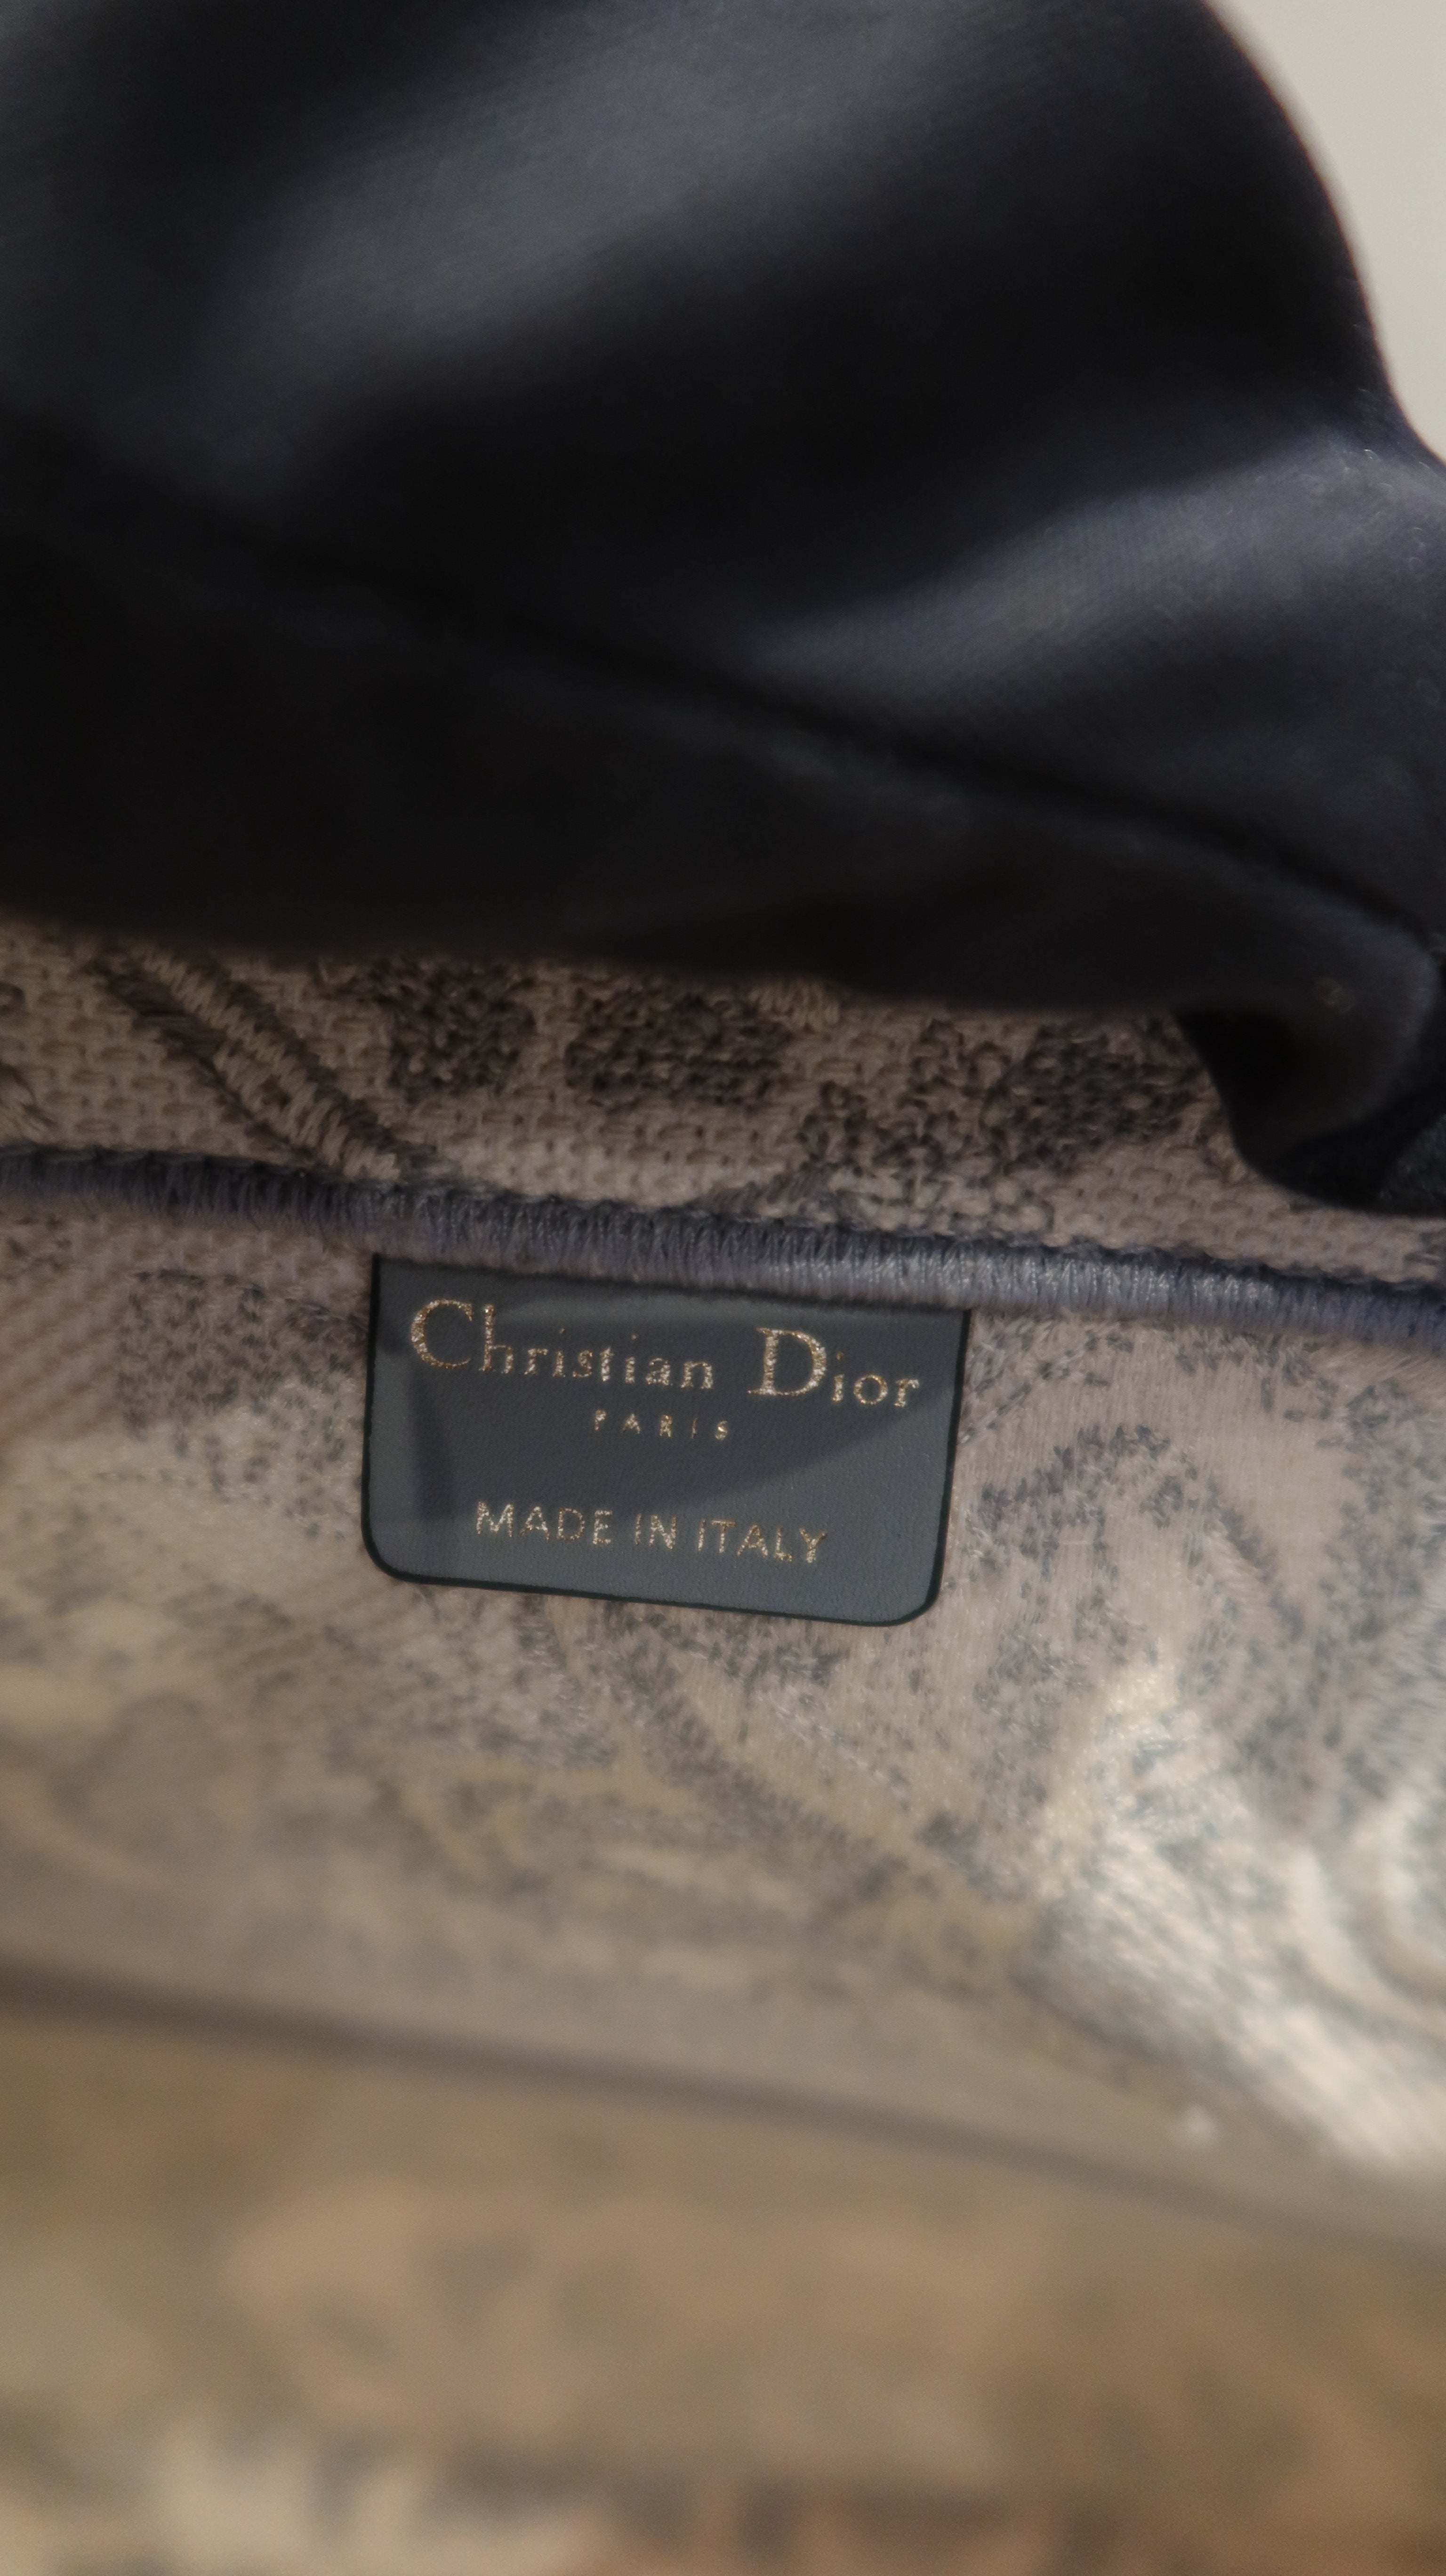 Christian Dior
PARIS
MADE IN ITALY